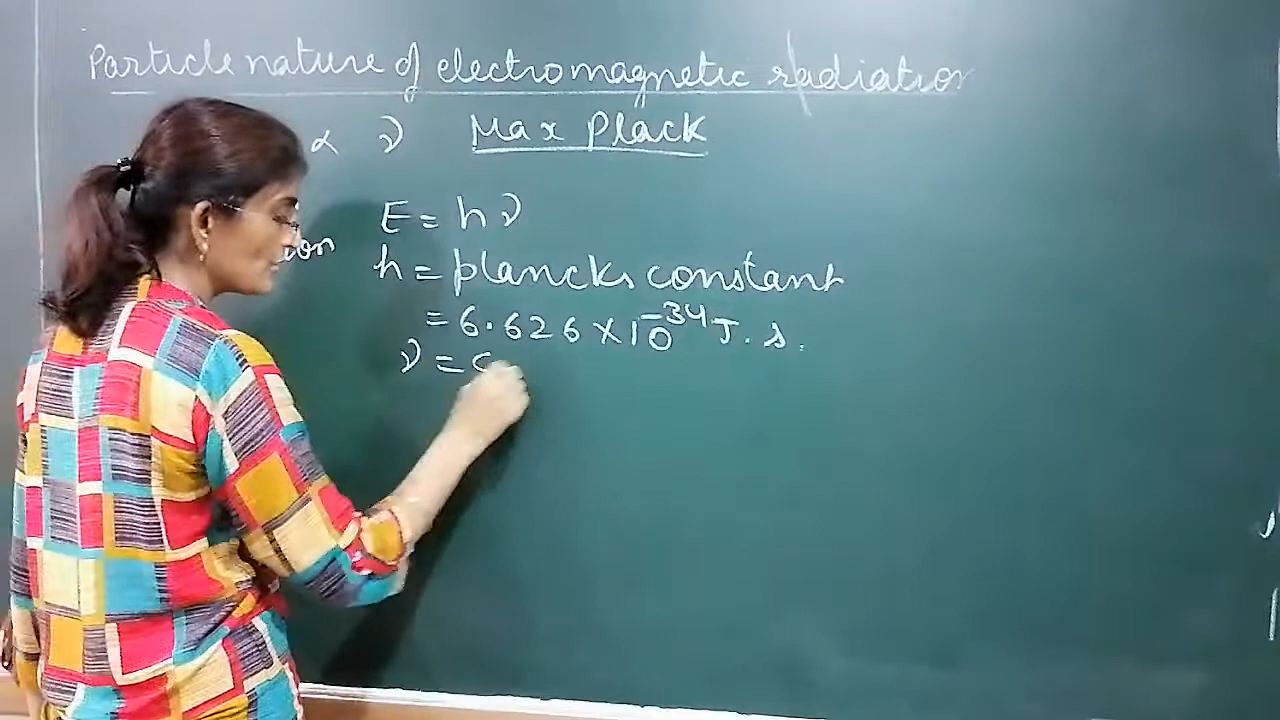 Particle nature of electromagnetic radiation
∝ ν Max Plack
E = hν
h = plancks constant
= 6.626 × 10⁻³⁴ J. s.
ν = c